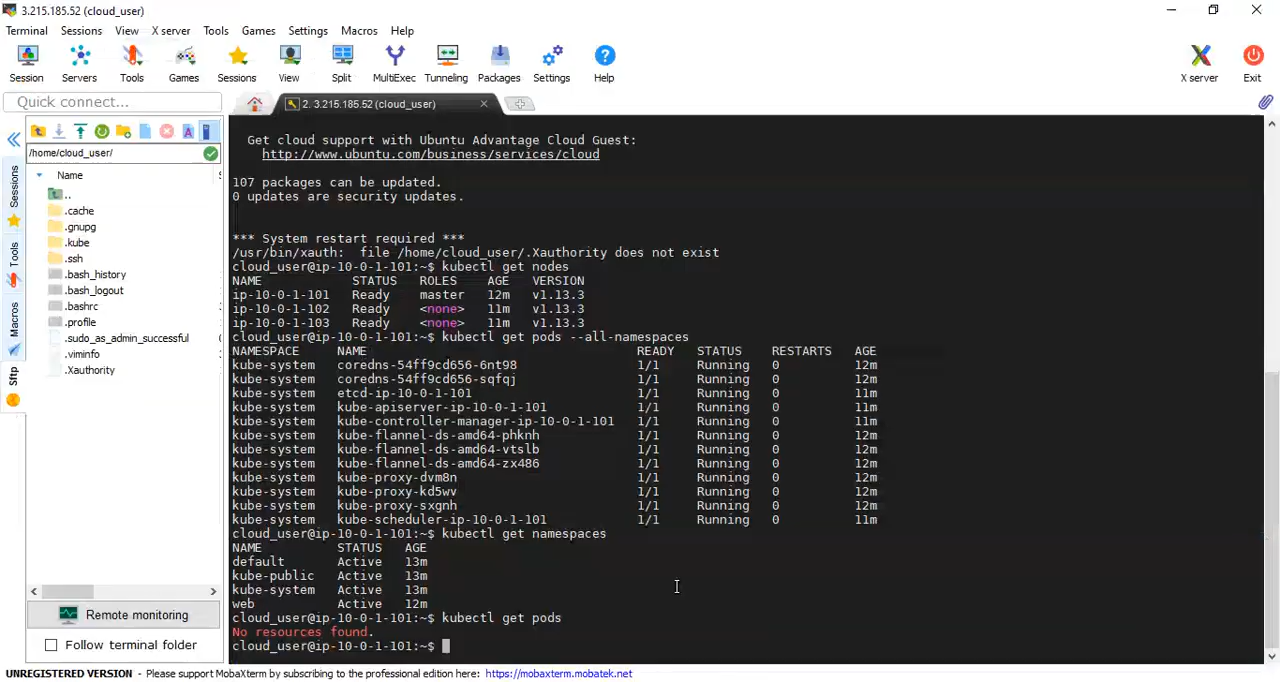 3.215.185.52 (cloud_user)
Terminal Sessions View X server Tools Games Settings Macros Help
Session Servers Tools Games Sessions View Split MultiExec Tunneling Packages Settings Help X server Exit
Quick connect...
2. 3.215.185.52 (cloud_user)
/home/cloud_user/
Name
..
.cache
.gnupg
.kube
.ssh
.bash_history
.bash_logout
.bashrc
.profile
.sudo_as_admin_successful
.viminfo
.Xauthority
Sessions
Tools
Macros
Sftp
Remote monitoring
Follow terminal folder
Get cloud support with Ubuntu Advantage Cloud Guest:
http://www.ubuntu.com/business/services/cloud
107 packages can be updated.
0 updates are security updates.
*** System restart required ***
/usr/bin/xauth:  file /home/cloud_user/.Xauthority does not exist
cloud_user@ip-10-0-1-101:~$ kubectl get nodes
NAME STATUS ROLES AGE VERSION
ip-10-0-1-101 Ready master 12m v1.13.3
ip-10-0-1-102 Ready <none> 11m v1.13.3
ip-10-0-1-103 Ready <none> 11m v1.13.3
cloud_user@ip-10-0-1-101:~$ kubectl get pods --all-namespaces
NAMESPACE NAME READY STATUS RESTARTS AGE
kube-system coredns-54ff9cd656-6nt98 1/1 Running 0 12m
kube-system coredns-54ff9cd656-sqfqj 1/1 Running 0 12m
kube-system etcd-ip-10-0-1-101 1/1 Running 0 11m
kube-system kube-apiserver-ip-10-0-1-101 1/1 Running 0 11m
kube-system kube-controller-manager-ip-10-0-1-101 1/1 Running 0 11m
kube-system kube-flannel-ds-amd64-phknh 1/1 Running 0 12m
kube-system kube-flannel-ds-amd64-vtslb 1/1 Running 0 12m
kube-system kube-flannel-ds-amd64-zx486 1/1 Running 0 12m
kube-system kube-proxy-dvm8n 1/1 Running 0 12m
kube-system kube-proxy-kd5wv 1/1 Running 0 12m
kube-system kube-proxy-sxgnh 1/1 Running 0 12m
kube-system kube-scheduler-ip-10-0-1-101 1/1 Running 0 11m
cloud_user@ip-10-0-1-101:~$ kubectl get namespaces
NAME STATUS AGE
default Active 13m
kube-public Active 13m
kube-system Active 13m
web Active 12m
cloud_user@ip-10-0-1-101:~$ kubectl get pods
No resources found.
cloud_user@ip-10-0-1-101:~$
UNREGISTERED VERSION - Please support MobaXterm by subscribing to the professional edition here: https://mobaxterm.mobatek.net